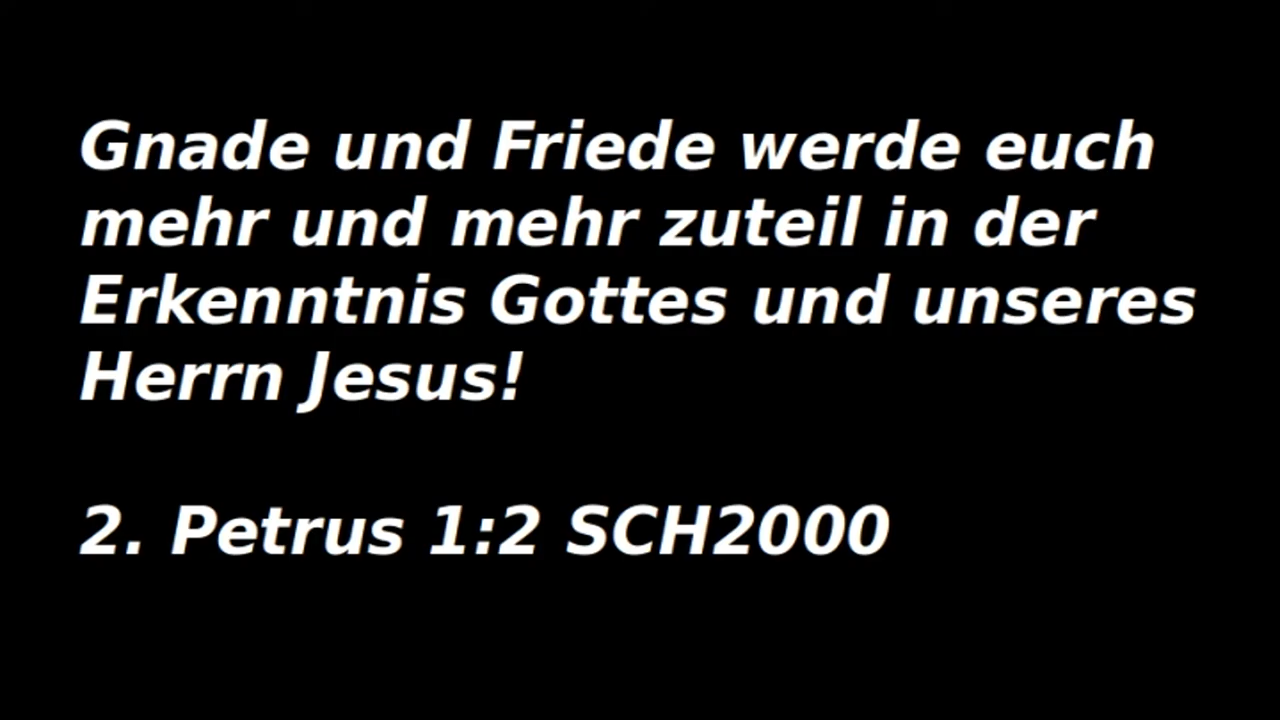 Gnade und Friede werde euch
mehr und mehr zuteil in der
Erkenntnis Gottes und unseres
Herrn Jesus!
2. Petrus 1:2 SCH2000